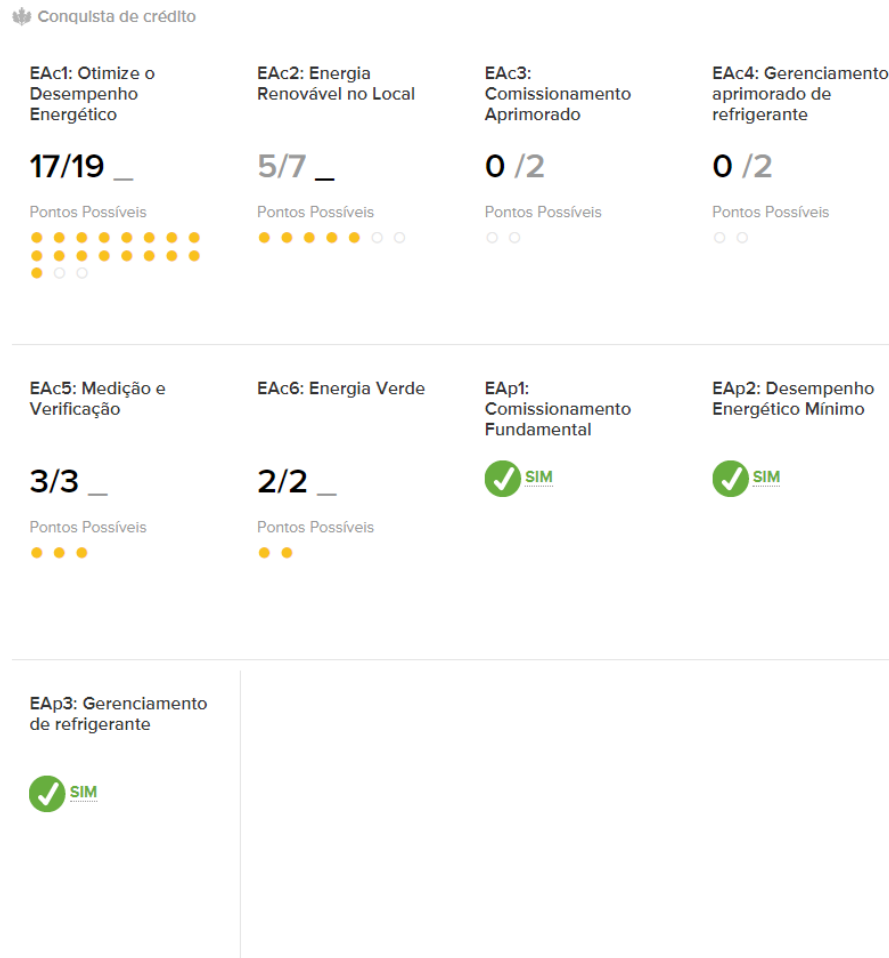 Conquista de crédito
EAc1: Otimize o
Desempenho
Energético
17/19 _
Pontos Possíveis
EAc2: Energia
Renovável no Local
5/7 _
Pontos Possíveis
EAc3:
Comissionamento
Aprimorado
0 /2
Pontos Possíveis
EAc4: Gerenciamento
aprimorado de
refrigerante
0 /2
Pontos Possíveis
EAc5: Medição e
Verificação
3/3 _
Pontos Possíveis
EAc6: Energia Verde
2/2 _
Pontos Possíveis
EAp1:
Comissionamento
Fundamental
SIM
EAp2: Desempenho
Energético Mínimo
SIM
EAp3: Gerenciamento
de refrigerante
SIM